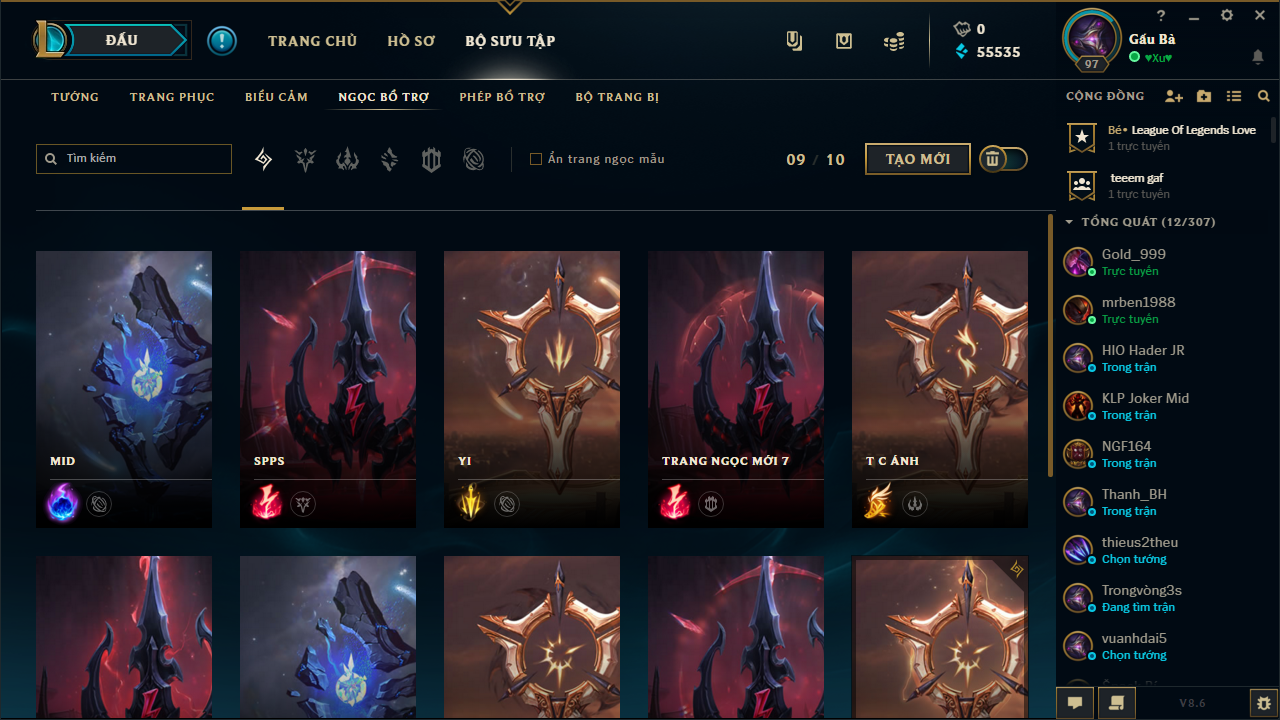 ĐẤU
TRANG CHỦ
HỒ SƠ
BỘ SƯU TẬP
0
55535
97
Gấu Bà
♥Xu♥
TƯỚNG
TRANG PHỤC
BIỂU CẢM
NGỌC BỔ TRỢ
PHÉP BỔ TRỢ
BỘ TRANG BỊ
CỘNG ĐỒNG
Tìm kiếm
Ẩn trang ngọc mẫu
09 / 10
TẠO MỚI
Bé• League Of Legends Love
1 trực tuyến
teeem gaf
1 trực tuyến
TỔNG QUÁT (12/307)
Gold_999
Trực tuyến
mrben1988
Trực tuyến
HIO Hader JR
Trong trận
KLP Joker Mid
Trong trận
NGF164
Trong trận
Thanh_BH
Trong trận
thieus2theu
Chọn tướng
Trongvòng3s
Đang tìm trận
vuanhdai5
Chọn tướng
MID
SPPS
YI
TRANG NGỌC MỚI 7
T C ÁNH
V8.6